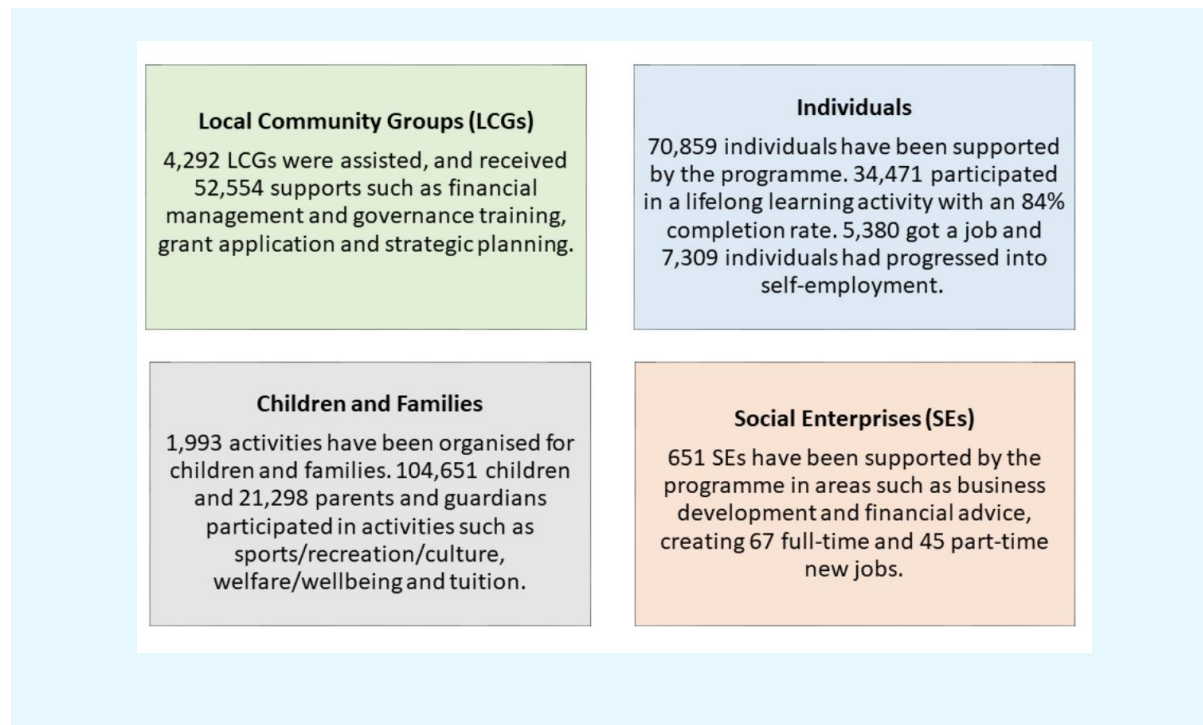 Local Community Groups (LCGs)
4,292 LCGs were assisted, and received
52,554 supports such as financial
management and governance training,
grant application and strategic planning.
Individuals
70,859 individuals have been supported
by the programme. 34,471 participated
in a lifelong learning activity with an 84%
completion rate. 5,380 got a job and
7,309 individuals had progressed into
self-employment.
Children and Families
1,993 activities have been organised for
children and families. 104,651 children
and 21,298 parents and guardians
participated in activities such as
sports/recreation/culture,
welfare/wellbeing and tuition.
Social Enterprises (SEs)
651 SEs have been supported by the
programme in areas such as business
development and financial advice,
creating 67 full-time and 45 part-time
new jobs.